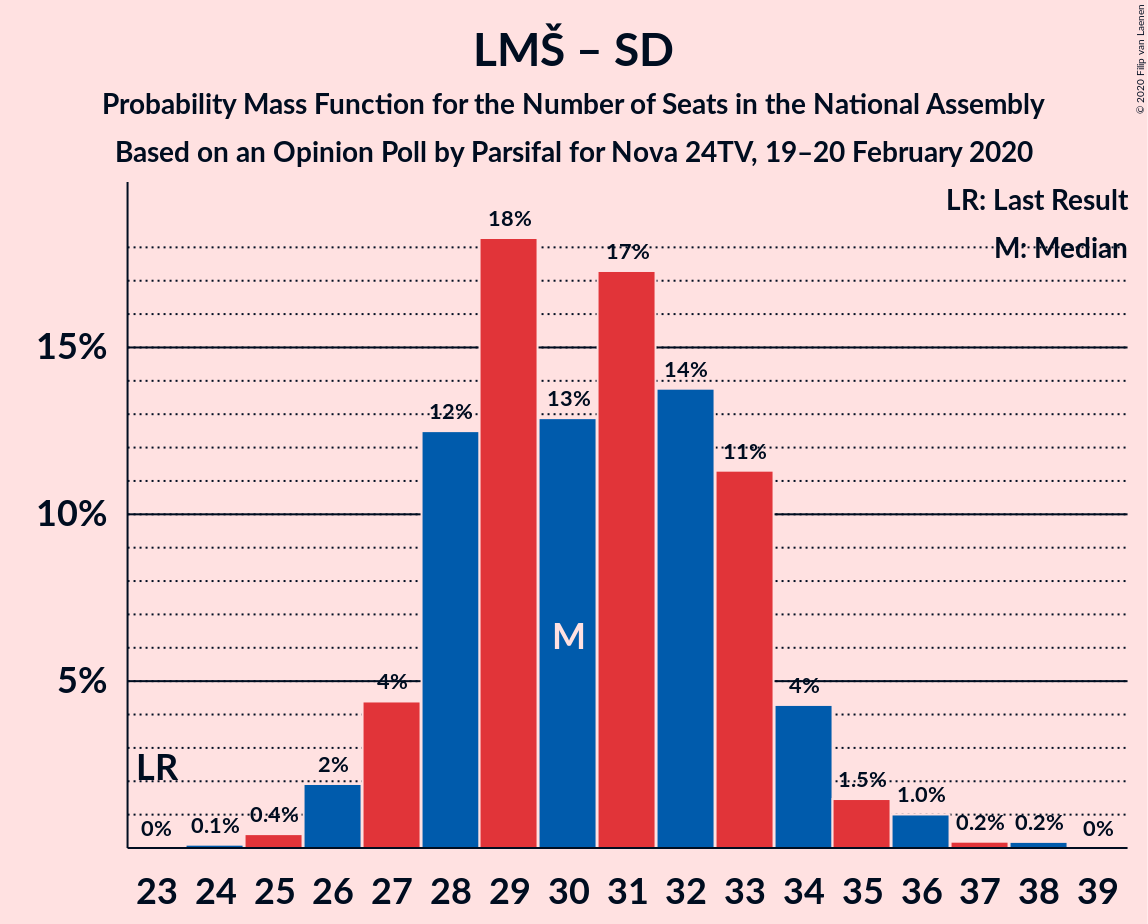 LMŠ – SD
Probability Mass Function for the Number of Seats in the National Assembly
Based on an Opinion Poll by Parsifal for Nova 24TV, 19–20 February 2020
© 2020 Filip van Laenen
LR: Last Result
M: Median
18%
17%
15%
14%
13%
12%
11%
10%
M
5%
4%
4%
LR
2%
1.5%
1.0%
0.4%
0%
0.1%
0.2%
0.2%
0%
23 24 25 26 27 28 29 30 31 32 33 34 35 36 37 38 39